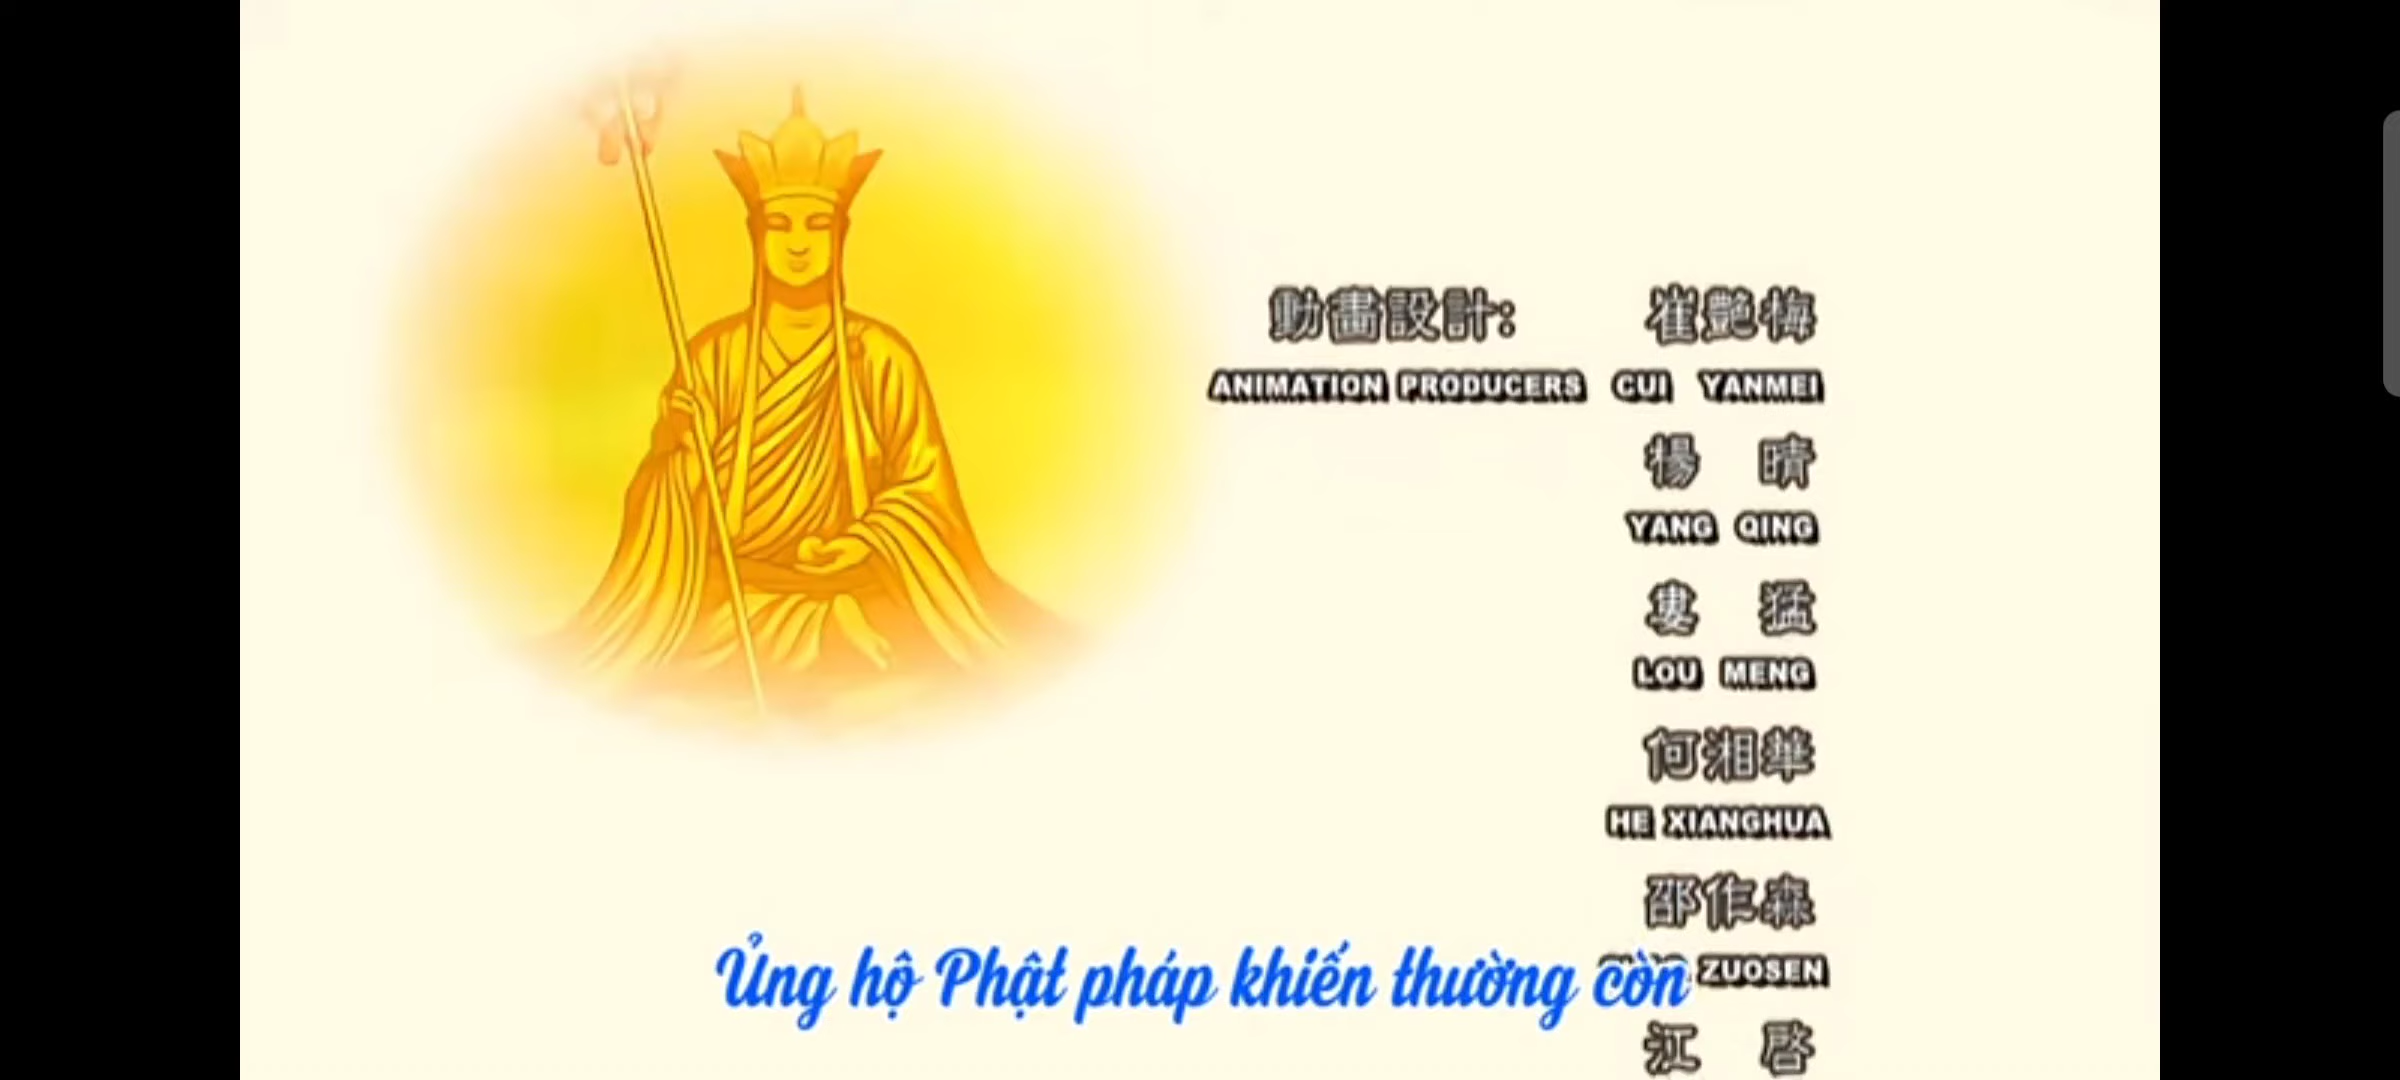 動畫設計: 崔艷梅
ANIMATION PRODUCERS CUI YANMEI
楊 晴
YANG QING
婁 猛
LOU MENG
何湘華
HE XIANGHUA
邵作森
ZUOSEN
Ủng hộ Phật pháp khiến thường còn
江 啓